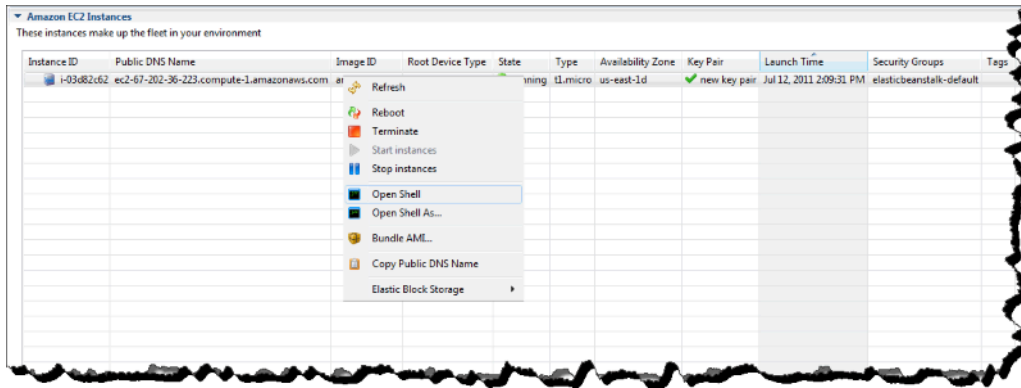 Amazon EC2 Instances
These instances make up the fleet in your environment
Instance ID Public DNS Name Image ID Root Device Type State Type Availability Zone Key Pair Launch Time Security Groups Tags
i-03d82c62 ec2-67-202-36-223.compute-1.amazonaws.com t1.micro us-east-1d new key pair Jul 12, 2011 2:09:31 PM elasticbeanstalk-default
Refresh
Reboot
Terminate
Start instances
Stop instances
Open Shell
Open Shell As...
Bundle AMI...
Copy Public DNS Name
Elastic Block Storage